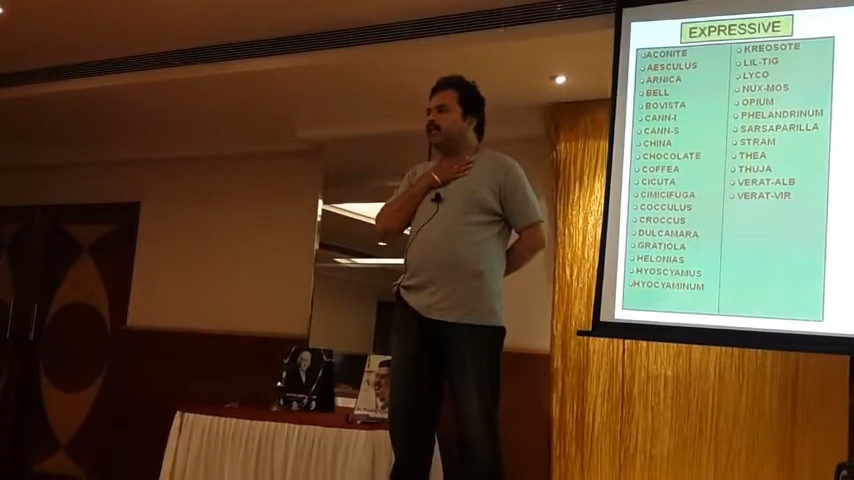 EXPRESSIVE
ACONITE
AESCULUS
ARNICA
BELL
BOVISTA
CANN-I
CANN-S
CHINA
CHOCOLATE
COFFEA
CICUTA
CIMICIFUGA
COCCULUS
CROCCUS
DULCAMARA
GRATIOLA
HELONIAS
HYOSCYAMUS
HYOCYAMINUM
KREOSOTE
LIL-TIG
LYCO
NUX-MOS
OPIUM
PHELANDRINUM
SARSAPARILLA
STRAM
THEA
THUJA
VERAT-ALB
VERAT-VIR